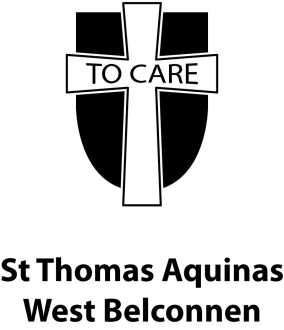 TO CARE
St Thomas Aquinas
West Belconnen